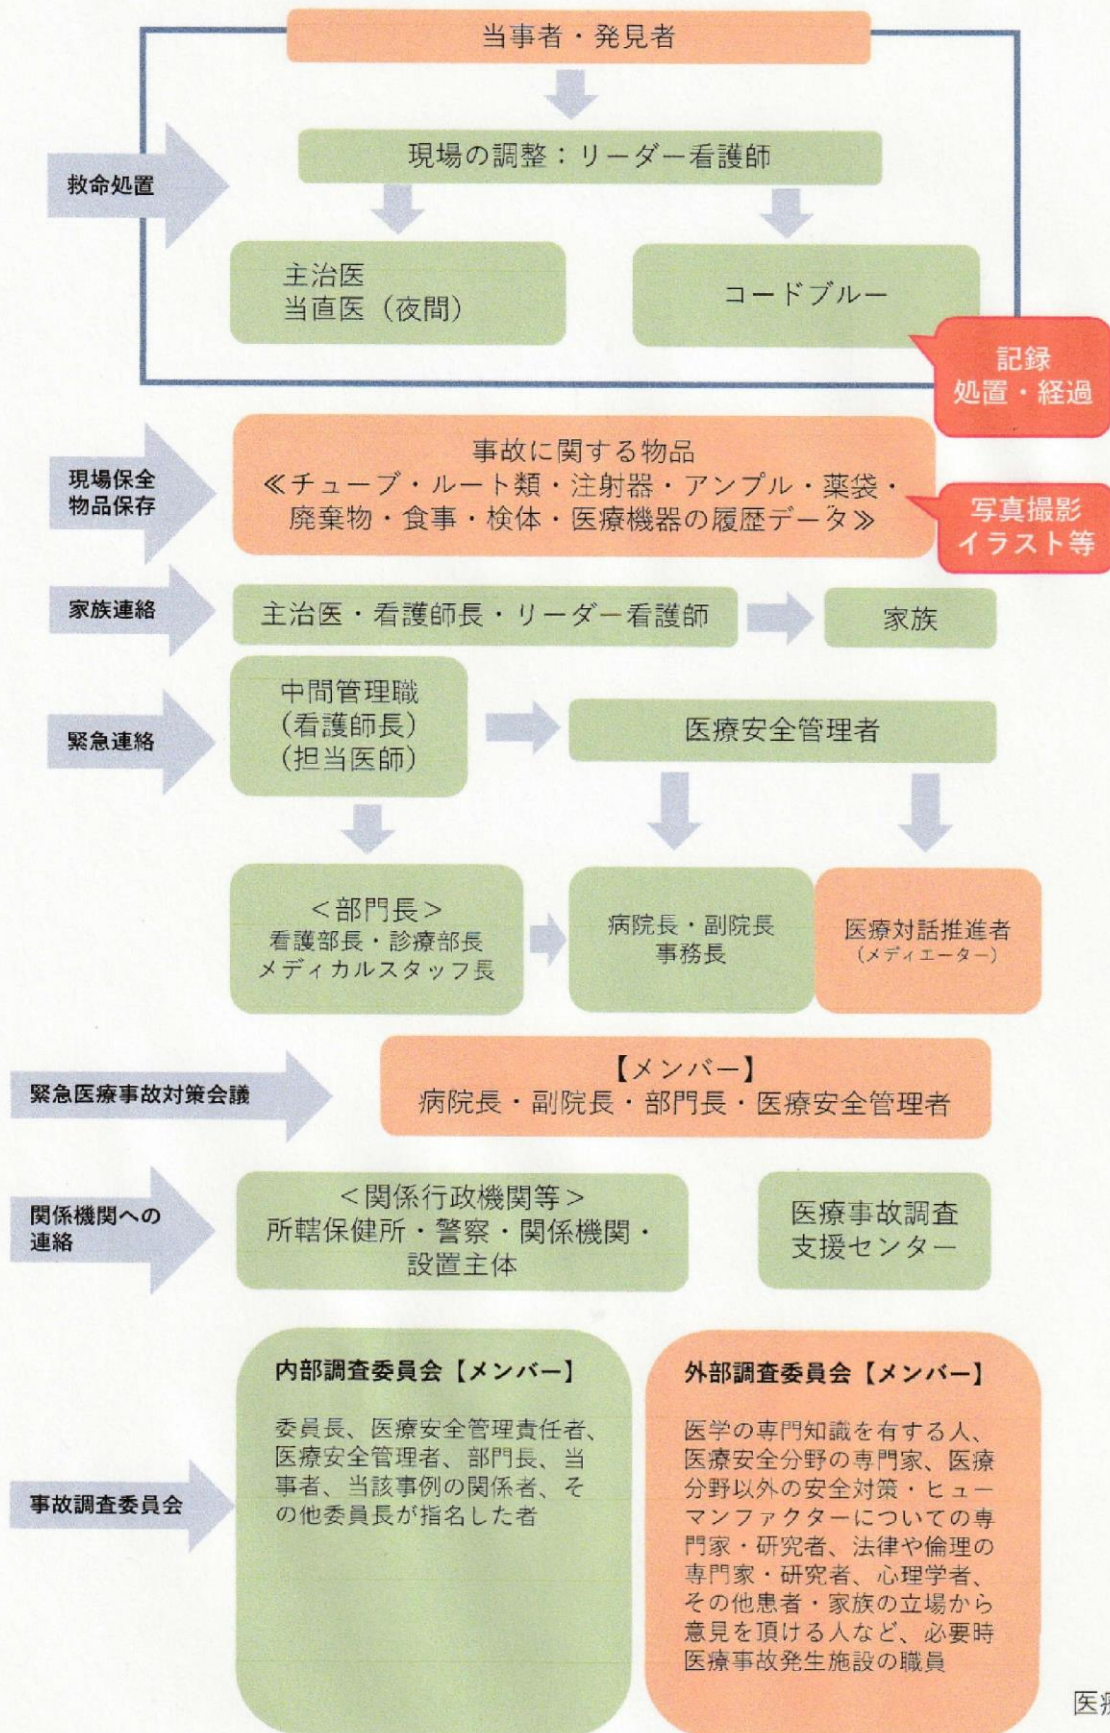 当事者・発見者
現場の調整：リーダー看護師
救命処置
主治医
当直医（夜間）
コードブルー
記録
処置・経過
現場保全
物品保存
事故に関する物品
≪チューブ・ルート類・注射器・アンプル・薬袋・
廃棄物・食事・検体・医療機器の履歴データ≫
写真撮影
イラスト等
家族連絡
主治医・看護師長・リーダー看護師
家族
緊急連絡
中間管理職
（看護師長）
（担当医師）
医療安全管理者
＜部門長＞
看護部長・診療部長
メディカルスタッフ長
病院長・副院長
事務長
医療対話推進者
（メディエーター）
緊急医療事故対策会議
【メンバー】
病院長・副院長・部門長・医療安全管理者
関係機関への
連絡
＜関係行政機関等＞
所轄保健所・警察・関係機関・
設置主体
医療事故調査
支援センター
事故調査委員会
内部調査委員会【メンバー】
委員長、医療安全管理責任者、
医療安全管理者、部門長、当
事者、当該事例の関係者、そ
の他委員長が指名した者
外部調査委員会【メンバー】
医学の専門知識を有する人、
医療安全分野の専門家、医療
分野以外の安全対策・ヒュー
マンファクターについての専
門家・研究者、法律や倫理の
専門家・研究者、心理学者、
その他患者・家族の立場から
意見を頂ける人など、必要時
医療事故発生施設の職員
医療